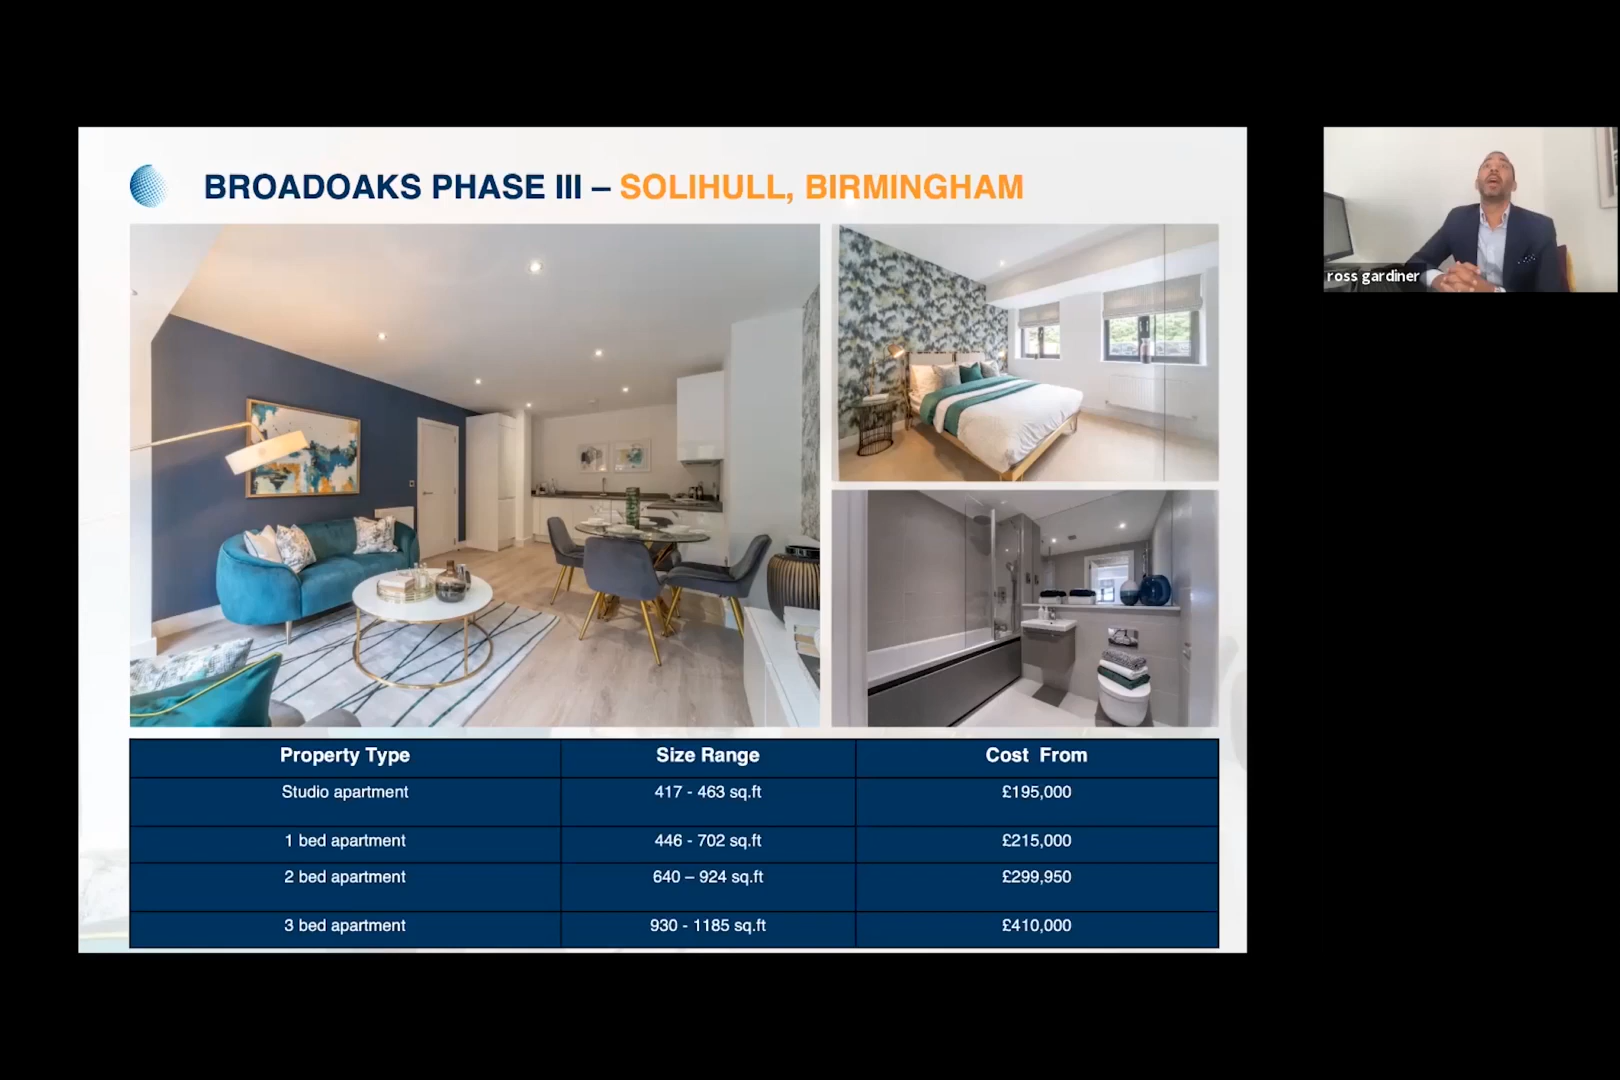 BROADOAKS PHASE III – SOLIHULL, BIRMINGHAM
ross gardiner
Property Type Size Range Cost From
Studio apartment 417 - 463 sq.ft £195,000
1 bed apartment 446 - 702 sq.ft £215,000
2 bed apartment 640 – 924 sq.ft £299,950
3 bed apartment 930 - 1185 sq.ft £410,000